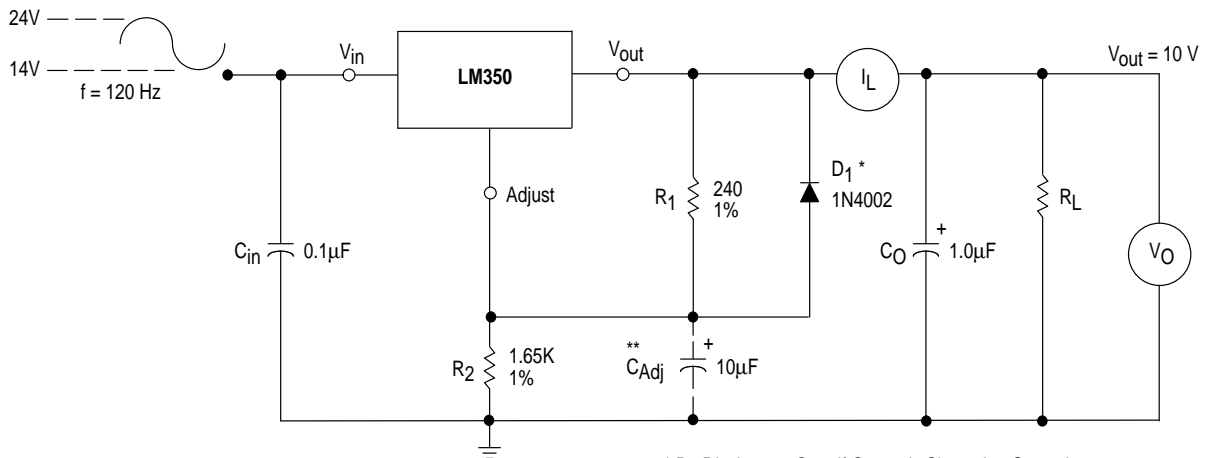 24V
14V
f = 120 Hz
Vin
LM350
Vout
IL
Vout = 10 V
Adjust
R1
240
1%
D1 *
1N4002
RL
Cin
0.1µF
CO
+
1.0µF
VO
R2
1.65K
1%
**
CAdj
+
10µF